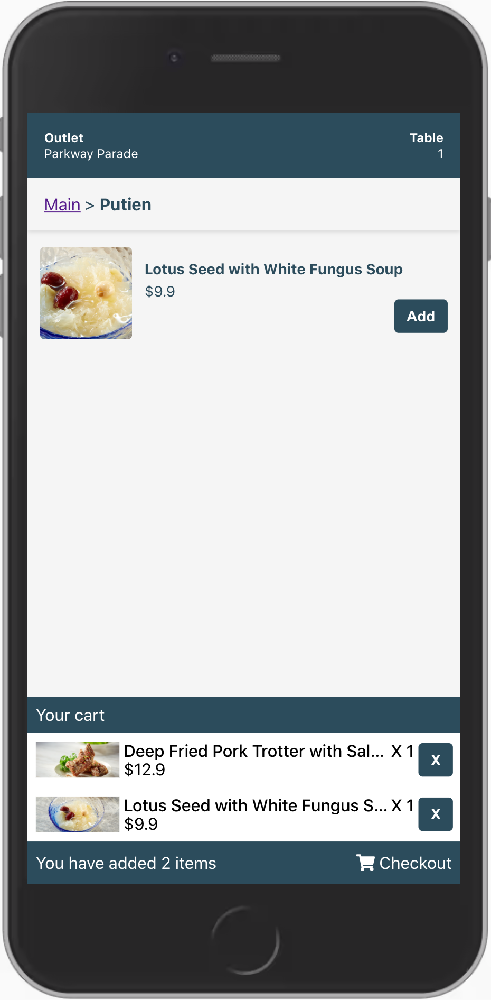 Outlet
Table
Parkway Parade
1
Main > Putien
Lotus Seed with White Fungus Soup
$9.9
Add
Your cart
Deep Fried Pork Trotter with Sal... X 1
X
$12.9
Lotus Seed with White Fungus S... X 1
X
$9.9
You have added 2 items
Checkout